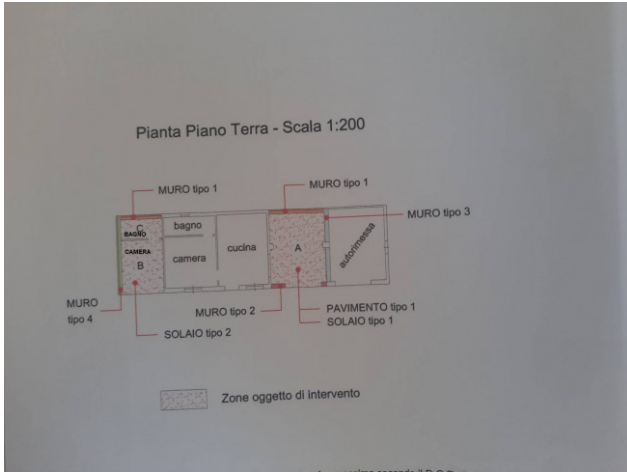 Pianta Piano Terra - Scala 1:200
MURO tipo 1
MURO tipo 1
MURO tipo 3
C
BAGNO
bagno
CAMERA
B
camera
cucina
A
autorimessa
MURO
tipo 4
MURO tipo 2
PAVIMENTO tipo 1
SOLAIO tipo 1
SOLAIO tipo 2
Zone oggetto di intervento
secondo il